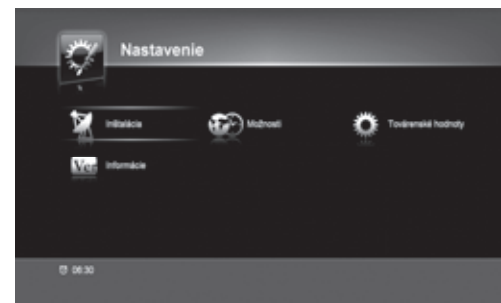 Nastavenie
Inštalácia
Možnosti
Továrenské hodnoty
Ver.
Informácie
06:30